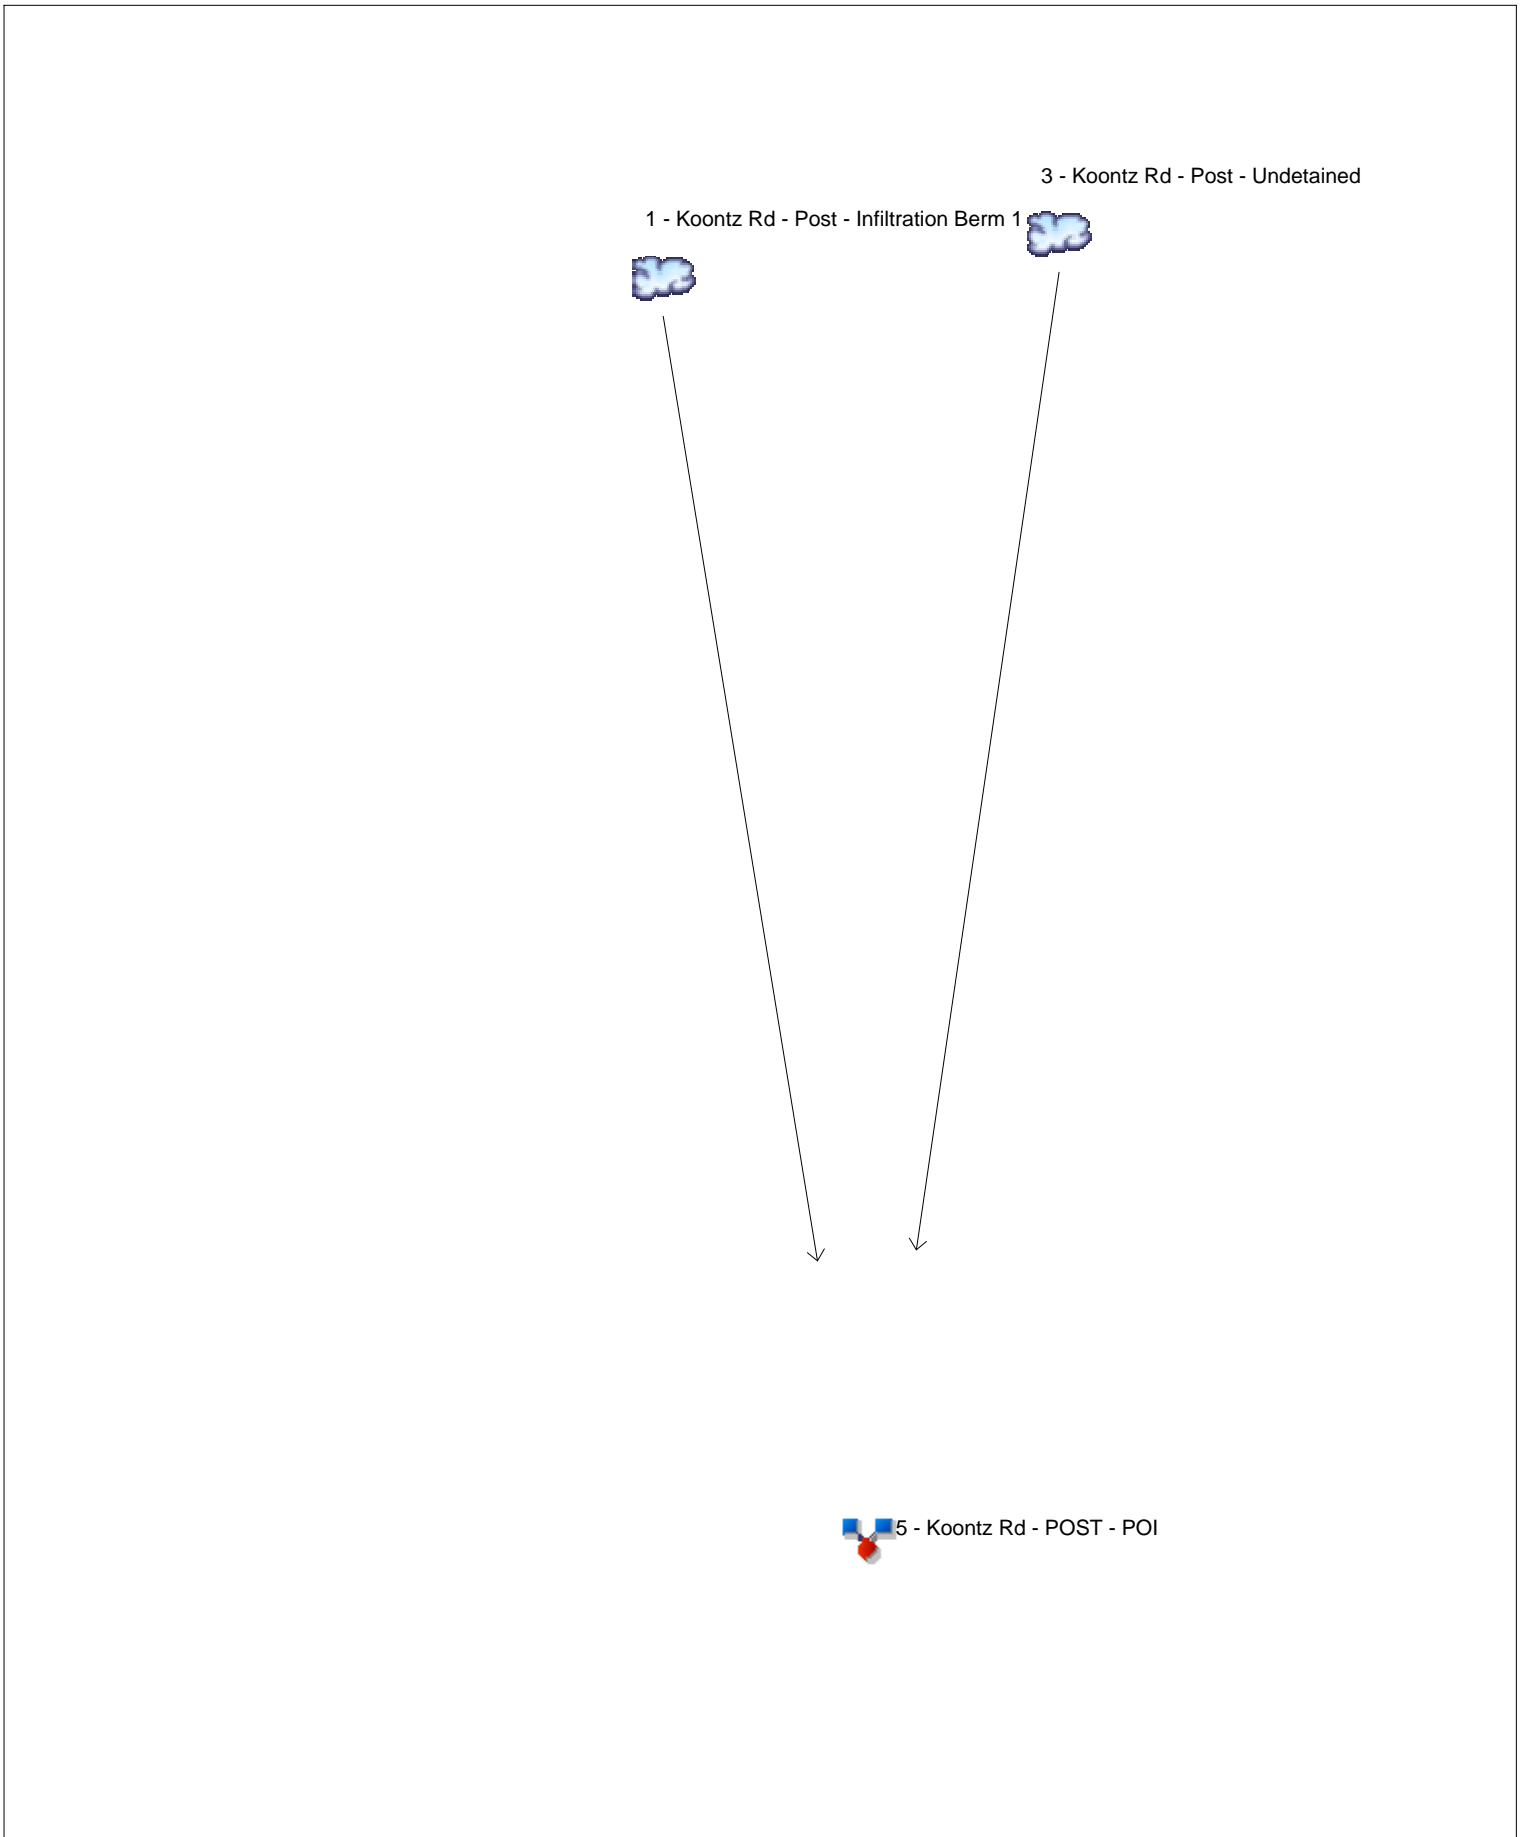 3 - Koontz Rd - Post - Undetained
1 - Koontz Rd - Post - Infiltration Berm 1
5 - Koontz Rd - POST - POI